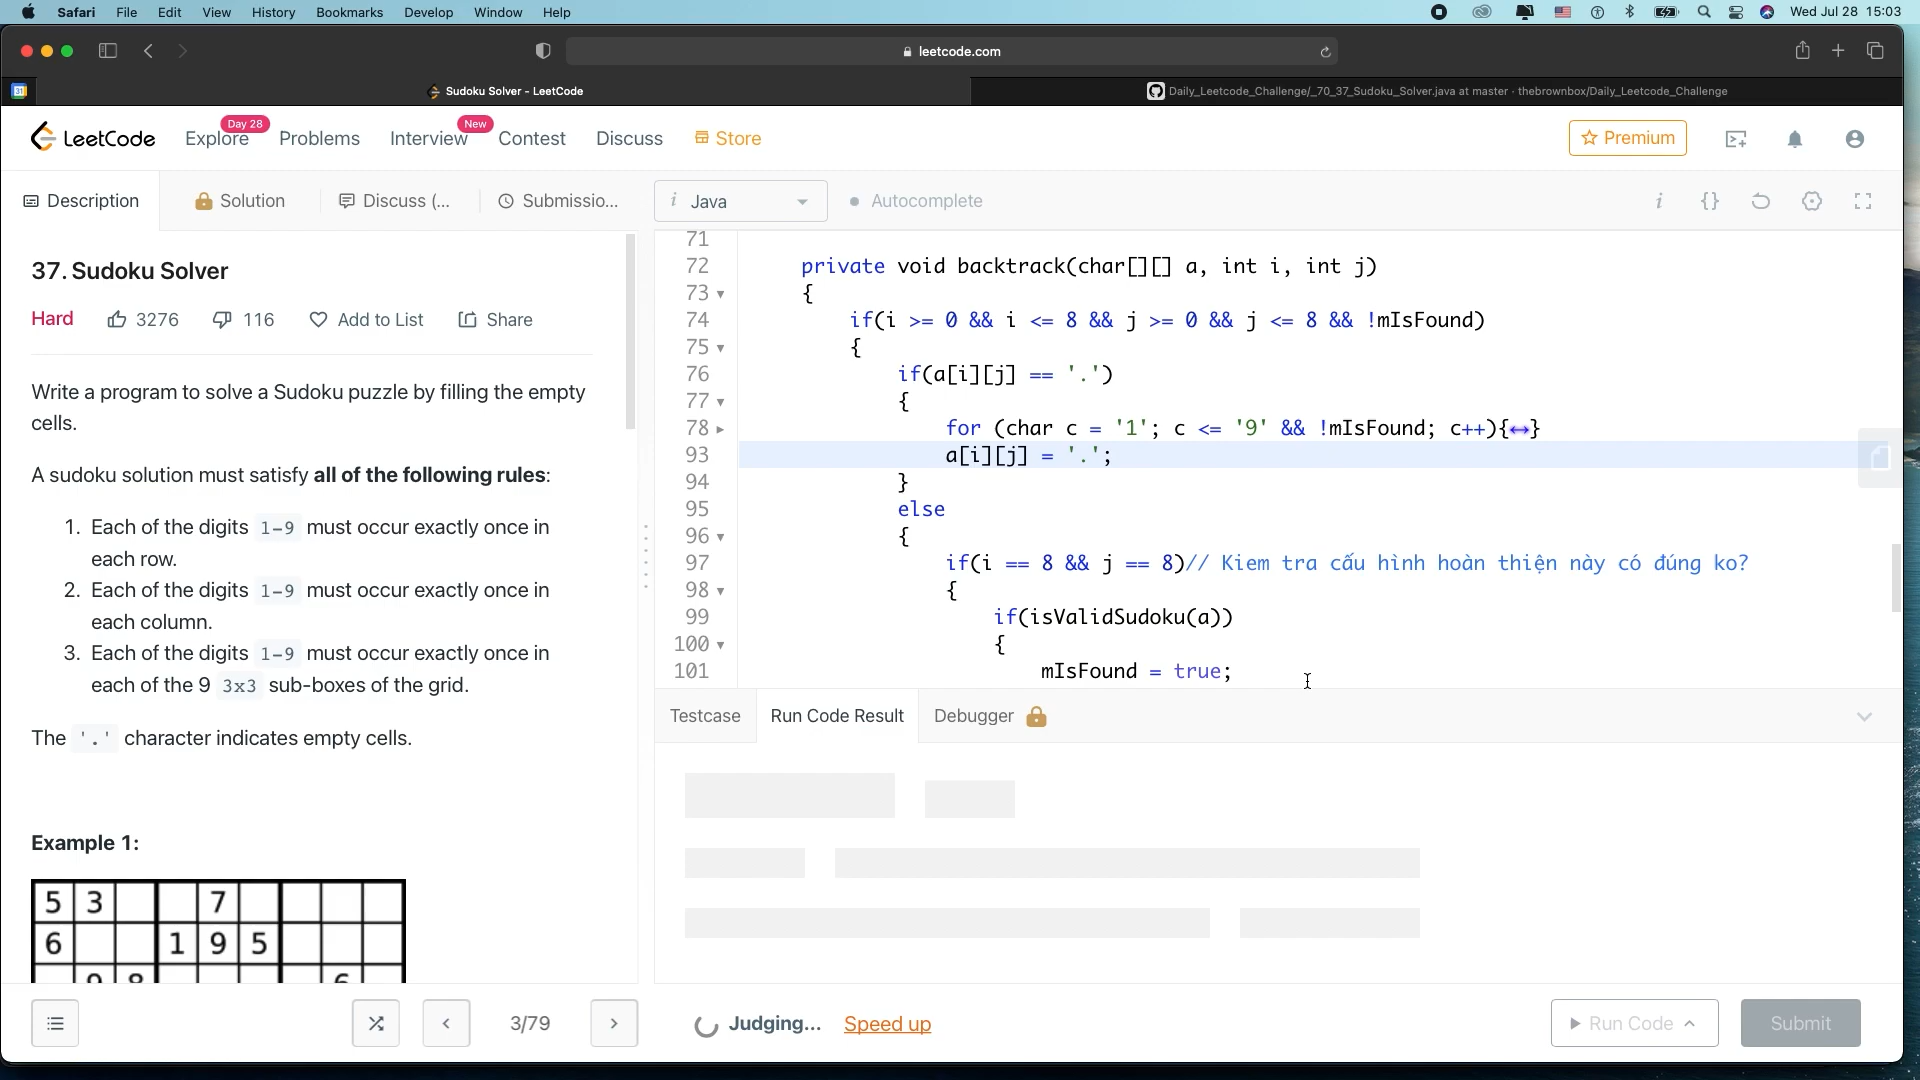 Safari File Edit View History Bookmarks Develop Window Help
Wed Jul 28 15:03
leetcode.com
31
Sudoku Solver - LeetCode
Daily_Leetcode_Challenge/_70_37_Sudoku_Solver.java at master · thebrownbox/Daily_Leetcode_Challenge
LeetCode
Explore
Day 28
Problems
Interview
New
Contest
Discuss
Store
Premium
Description
Solution
Discuss (...
Submissio...
i Java
Autocomplete
i {}
37. Sudoku Solver
Hard 3276 116 Add to List Share
Write a program to solve a Sudoku puzzle by filling the empty
cells.
A sudoku solution must satisfy all of the following rules:
1. Each of the digits 1-9 must occur exactly once in
each row.
2. Each of the digits 1-9 must occur exactly once in
each column.
3. Each of the digits 1-9 must occur exactly once in
each of the 9 3x3 sub-boxes of the grid.
The '.' character indicates empty cells.
Example 1:
5 3 7
6 1 9 5
9 8 6
71
72 private void backtrack(char[][] a, int i, int j)
73 {
74 if(i >= 0 && i <= 8 && j >= 0 && j <= 8 && !mIsFound)
75 {
76 if(a[i][j] == '.')
77 {
78 for (char c = '1'; c <= '9' && !mIsFound; c++){↔}
93 a[i][j] = '.';
94 }
95 else
96 {
97 if(i == 8 && j == 8)// Kiem tra cấu hình hoàn thiện này có đúng ko?
98 {
99 if(isValidSudoku(a))
100 {
101 mIsFound = true;
Testcase Run Code Result Debugger
3/79
Judging... Speed up
Run Code
Submit